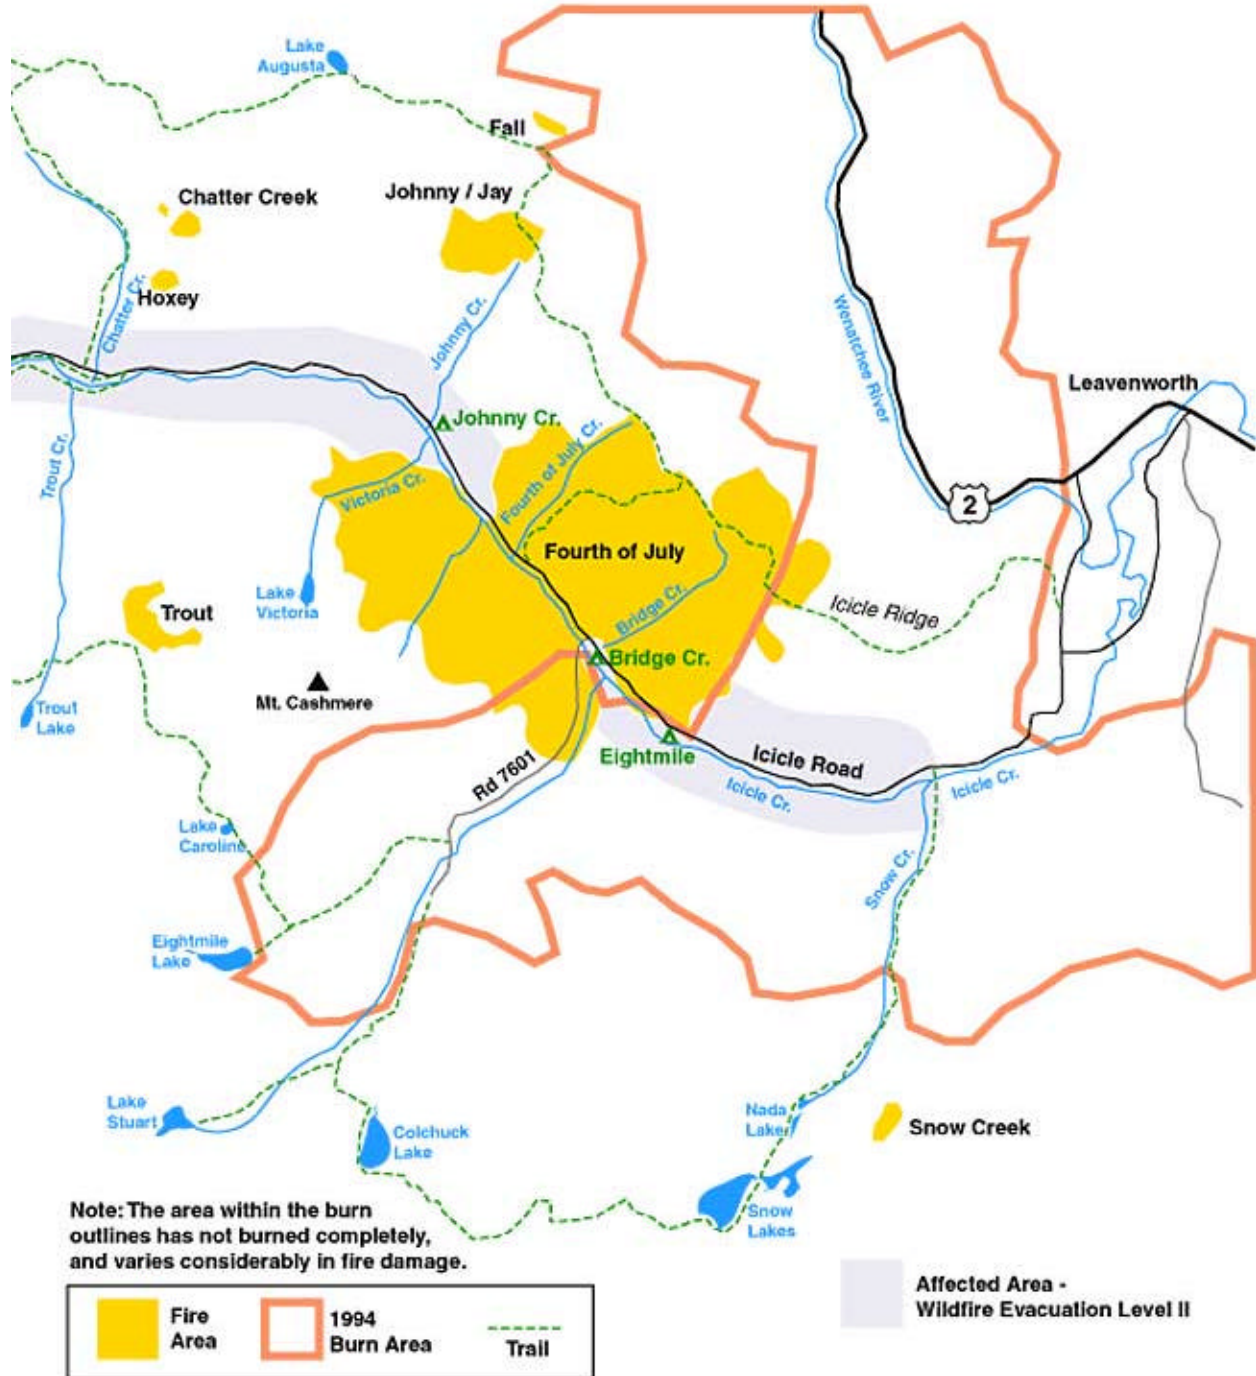 Lake
Augusta
Fall
Chatter Creek
Johnny / Jay
Hoxey
Chatter Cr.
Johnny Cr.
Wenatchee River
Leavenworth
Johnny Cr.
Trout Cr.
Victoria Cr.
Fourth of July Cr.
2
Fourth of July
Lake
Victoria
Trout
Bridge Cr.
Icicle Ridge
Bridge Cr.
Mt. Cashmere
Trout
Lake
Eightmile
Icicle Road
Rd 7601
Icicle Cr.
Icicle Cr.
Lake
Caroline
Snow Cr.
Eightmile
Lake
Lake
Stuart
Colchuck
Lake
Nada
Lake
Snow Creek
Snow
Lakes
Note: The area within the burn
outlines has not burned completely,
and varies considerably in fire damage.
Fire
Area
1994
Burn Area
Trail
Affected Area -
Wildfire Evacuation Level II